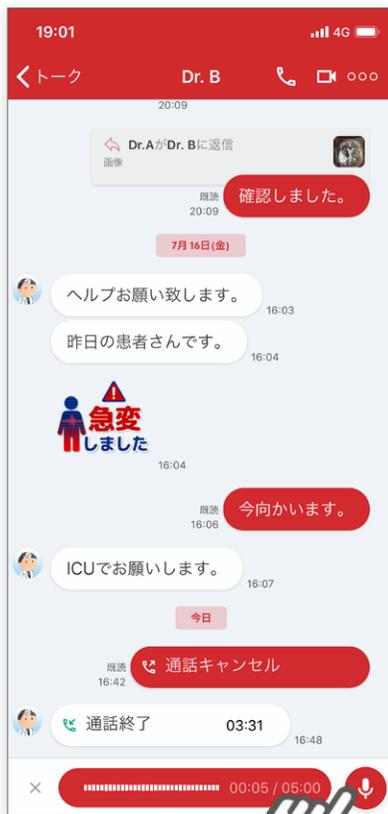 19:01
4G
トーク
Dr. B
20:09
Dr.AがDr. Bに返信
画像
既読
20:09
確認しました。
7月16日(金)
ヘルプお願い致します。
16:03
昨日の患者さんです。
16:04
急変
しました
16:04
既読
16:06
今向かいます。
ICUでお願いします。
16:07
今日
既読
16:42
通話キャンセル
通話終了
03:31
16:48
00:05 / 05:00